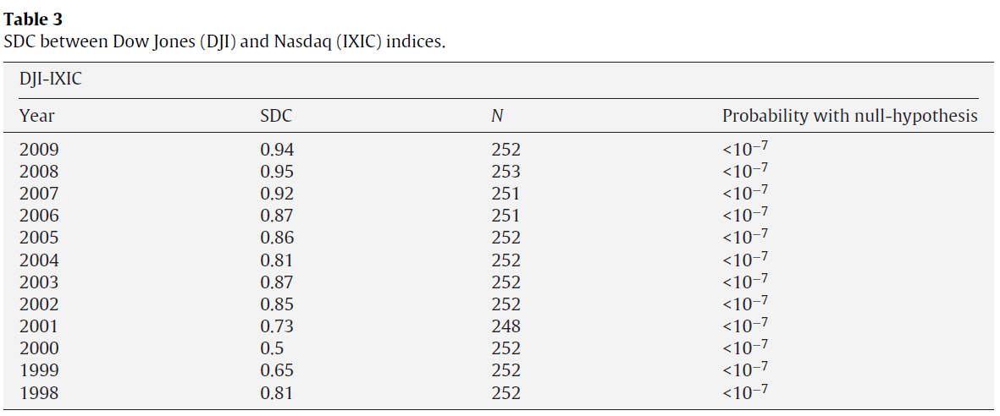 Table 3
SDC between Dow Jones (DJI) and Nasdaq (IXIC) indices.
DJI-IXIC
Year SDC N Probability with null-hypothesis
2009 0.94 252 <10⁻⁷
2008 0.95 253 <10⁻⁷
2007 0.92 251 <10⁻⁷
2006 0.87 251 <10⁻⁷
2005 0.86 252 <10⁻⁷
2004 0.81 252 <10⁻⁷
2003 0.87 252 <10⁻⁷
2002 0.85 252 <10⁻⁷
2001 0.73 248 <10⁻⁷
2000 0.5 252 <10⁻⁷
1999 0.65 252 <10⁻⁷
1998 0.81 252 <10⁻⁷